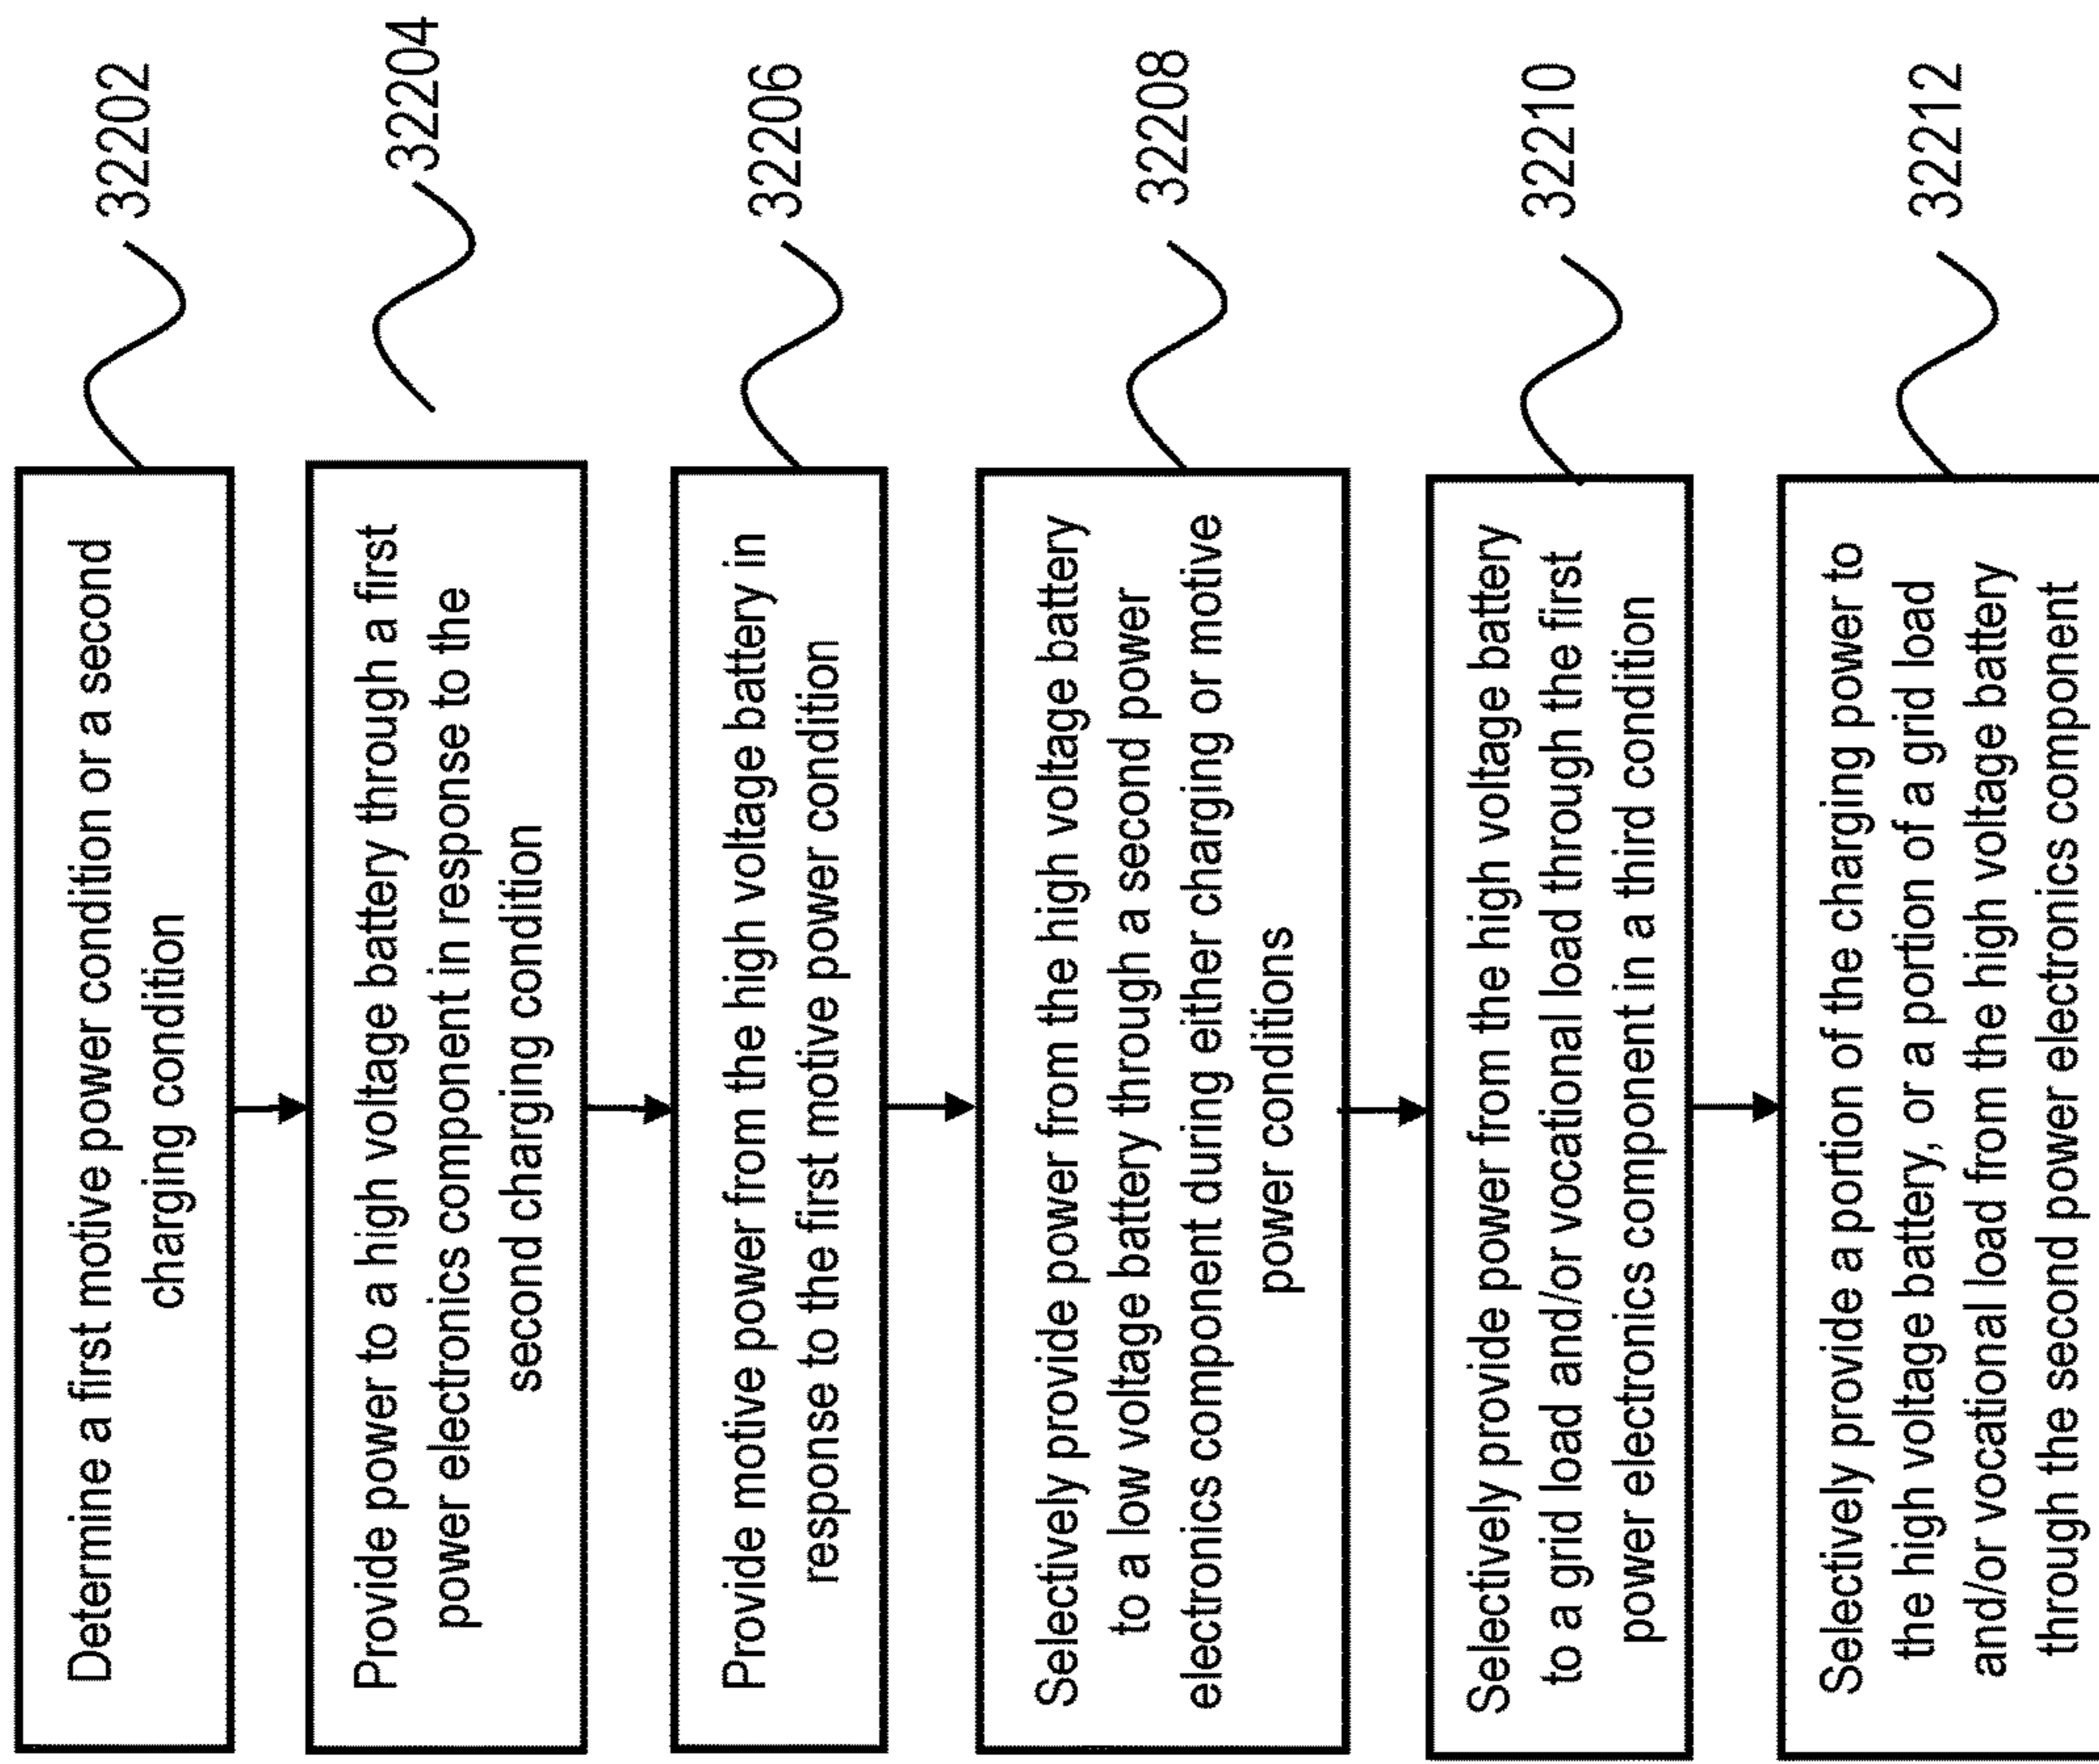 Determine a first motive power condition or a second
charging condition
32202
Provide power to a high voltage battery through a first
power electronics component in response to the
second charging condition
32204
Provide motive power from the high voltage battery in
response to the first motive power condition
32206
Selectively provide power from the high voltage battery
to a low voltage battery through a second power
electronics component during either charging or motive
power conditions
32208
Selectively provide power from the high voltage battery
to a grid load and/or vocational load through the first
power electronics component in a third condition
32210
Selectively provide a portion of the charging power to
the high voltage battery, or a portion of a grid load
and/or vocational load from the high voltage battery
through the second power electronics component
32212